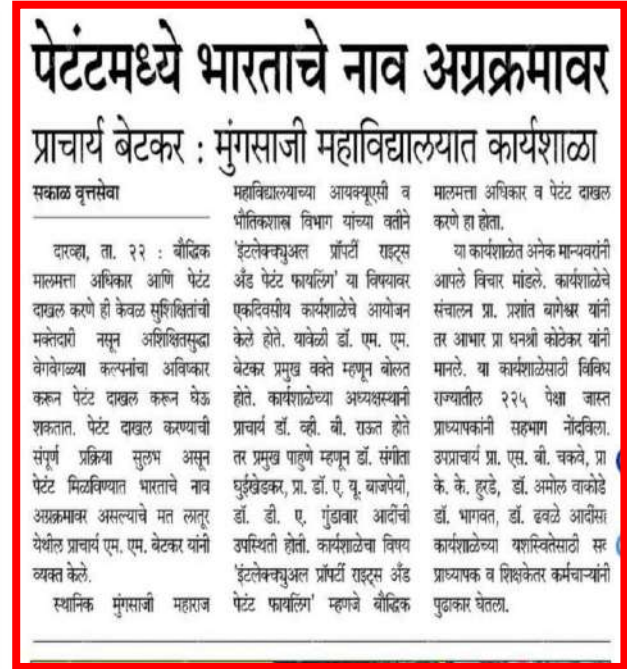 पेटंटमध्ये भारताचे नाव अग्रक्रमावर
प्राचार्य बेटकर : मुंगसाजी महाविद्यालयात कार्यशाळा
सकाळ वृत्तसेवा
दारव्हा, ता. २२ : बौद्धिक
मालमत्ता अधिकार आणि पेटंट
दाखल करणे ही केवळ सुशिक्षितांची
मक्तेदारी नसून अशिक्षितसुद्धा
वेगवेगळ्या कल्पनांचा अविष्कार
करून पेटंट दाखल करून घेऊ
शकतात. पेटंट दाखल करण्याची
संपूर्ण प्रक्रिया सुलभ असून
पेटंट मिळविण्यात भारताचे नाव
अग्रक्रमावर असल्याचे मत लातूर
येथील प्राचार्य एम. एम. बेटकर यांनी
व्यक्त केले.
स्थानिक मुंगसाजी महाराज
महाविद्यालयाच्या आयक्यूएसी व
भौतिकशास्त्र विभाग यांच्या वतीने
'इंटलेक्च्युअल प्रॉपर्टी राइट्स
अँड पेटंट फायलिंग' या विषयावर
एकदिवसीय कार्यशाळेचे आयोजन
केले होते. यावेळी डॉ. एम. एम.
बेटकर प्रमुख वक्ते म्हणून बोलत
होते. कार्यशाळेच्या अध्यक्षस्थानी
प्राचार्य डॉ. व्ही. बी. राऊत होते
तर प्रमुख पाहुणे म्हणून डॉ. संगीता
घुईखेडकर, प्रा. डॉ. ए. यू. बाजपेयी,
डॉ. डी. ए. गुंडावार आदींची
उपस्थिती होती. कार्यशाळेचा विषय
'इंटलेक्च्युअल प्रॉपर्टी राइट्स अँड
पेटंट फायलिंग' म्हणजे बौद्धिक
मालमत्ता अधिकार व पेटंट दाखल
करणे हा होता.
या कार्यशाळेत अनेक मान्यवरांनी
आपले विचार मांडले. कार्यशाळेचे
संचालन प्रा. प्रशांत बागेश्वर यांनी
तर आभार प्रा धनश्री कोठेकर यांनी
मानले. या कार्यशाळेसाठी विविध
राज्यातील २२५ पेक्षा जास्त
प्राध्यापकांनी सहभाग नोंदविला.
उपप्राचार्य प्रा. एस. बी. चकवे, प्रा
के. के. हुरडे, डॉ. अमोल वाकोडे
डॉ. भागवत, डॉ. ढवळे आदींसह
कार्यशाळेच्या यशस्वितेसाठी
प्राध्यापक व शिक्षकेतर कर्मचाऱ्यांनी
पुढाकार घेतला.